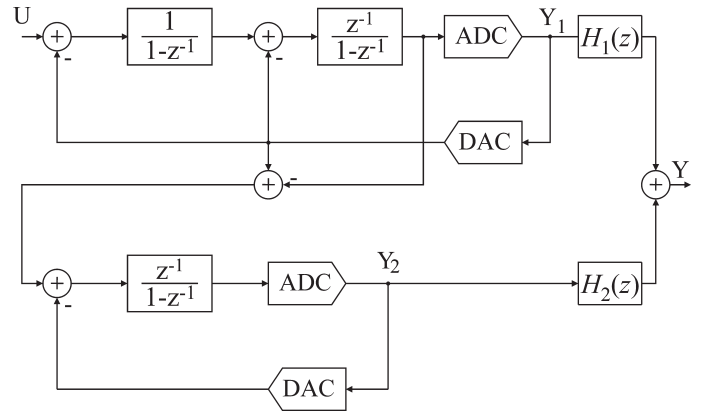 U
+
-
1
1-z⁻¹
+
-
z⁻¹
1-z⁻¹
ADC
Y₁
H₁(z)
DAC
+
-
+
Y
+
-
z⁻¹
1-z⁻¹
ADC
Y₂
H₂(z)
DAC